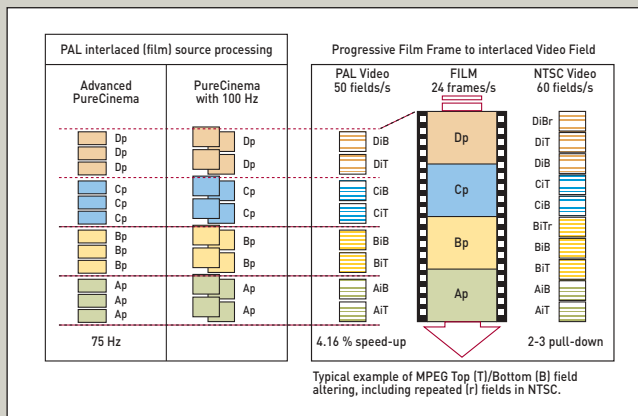 PAL interlaced (film) source processing
Progressive Film Frame to interlaced Video Field
Advanced
PureCinema
PureCinema
with 100 Hz
PAL Video
50 fields/s
FILM
24 frames/s
NTSC Video
60 fields/s
Dp
Dp
Dp
Cp
Cp
Cp
Bp
Bp
Bp
Ap
Ap
Ap
Dp
Dp
Cp
Cp
Bp
Bp
Ap
Ap
DiB
DiT
CiB
CiT
BiB
BiT
AiB
AiT
Dp
Cp
Bp
Ap
DiBr
DiT
DiB
CiT
CiB
BiTr
BiB
BiT
AiB
AiT
75 Hz
4.16 % speed-up
2-3 pull-down
Typical example of MPEG Top (T)/Bottom (B) field
altering, including repeated (r) fields in NTSC.